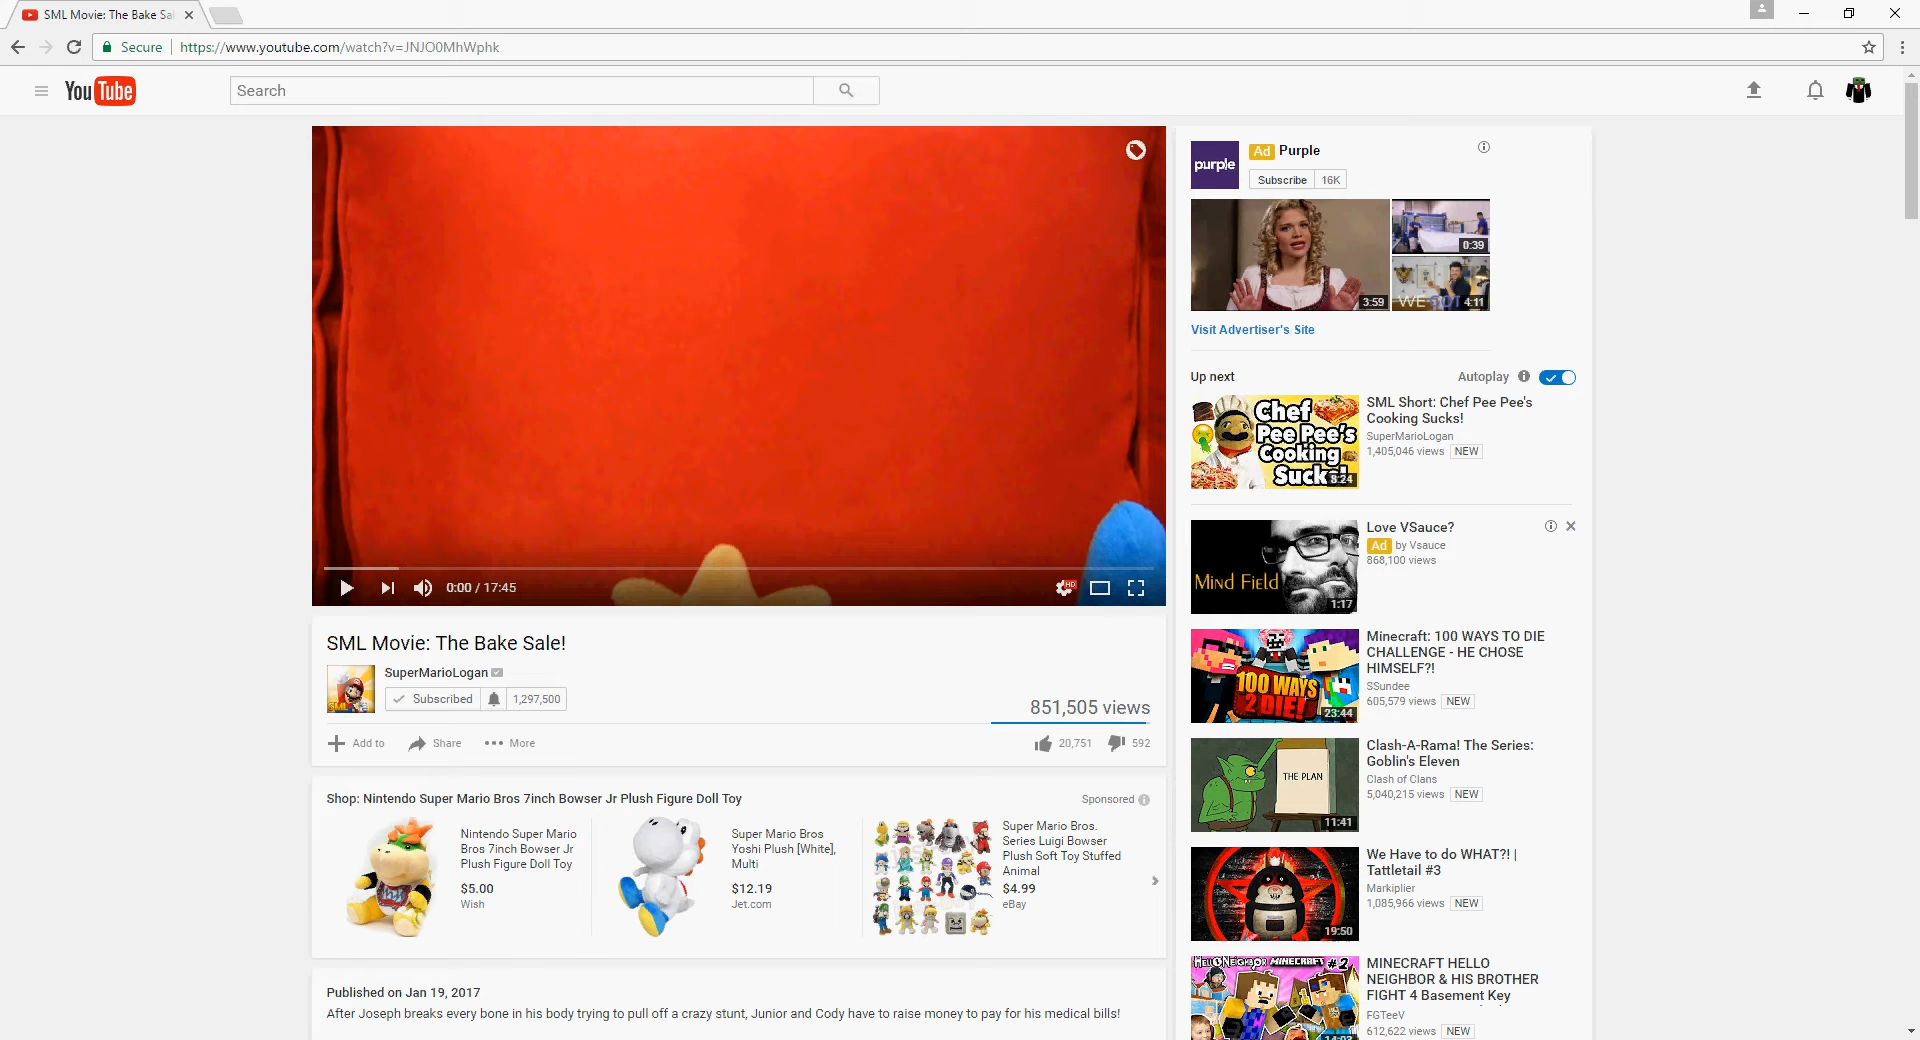 SML Movie: The Bake Sa
Secure
https://www.youtube.com/watch?v=JNJO0MhWphk
YouTube
Search
0:00 / 17:45
HD
SML Movie: The Bake Sale!
SuperMarioLogan
Subscribed
1,297,500
851,505 views
Add to
Share
More
20,751
592
Shop: Nintendo Super Mario Bros 7inch Bowser Jr Plush Figure Doll Toy
Sponsored
Nintendo Super Mario
Bros 7inch Bowser Jr
Plush Figure Doll Toy
$5.00
Wish
Super Mario Bros
Yoshi Plush [White],
Multi
$12.19
Jet.com
Super Mario Bros.
Series Luigi Bowser
Plush Soft Toy Stuffed
Animal
$4.99
eBay
Published on Jan 19, 2017
After Joseph breaks every bone in his body trying to pull off a crazy stunt, Junior and Cody have to raise money to pay for his medical bills!
purple
Ad Purple
Subscribe 16K
3:59
0:39
4:11
Visit Advertiser's Site
Up next
Autoplay
Chef
Pee Pee's
Cooking
8:24
SML Short: Chef Pee Pee's
Cooking Sucks!
SuperMarioLogan
1,405,046 views NEW
MIND FIELD
1:17
Love VSauce?
Ad by Vsauce
868,100 views
100 WAYS
2 DIE!
23:44
Minecraft: 100 WAYS TO DIE
CHALLENGE - HE CHOSE
HIMSELF?!
SSundee
605,579 views NEW
THE PLAN
11:41
Clash-A-Rama! The Series:
Goblin's Eleven
Clash of Clans
5,040,215 views NEW
19:50
We Have to do WHAT?! |
Tattletail #3
Markiplier
1,085,966 views NEW
HELLO NEIGHBOR MINECRAFT #2
14:03
MINECRAFT HELLO
NEIGHBOR & HIS BROTHER
FIGHT 4 Basement Key
FGTeeV
612,622 views NEW